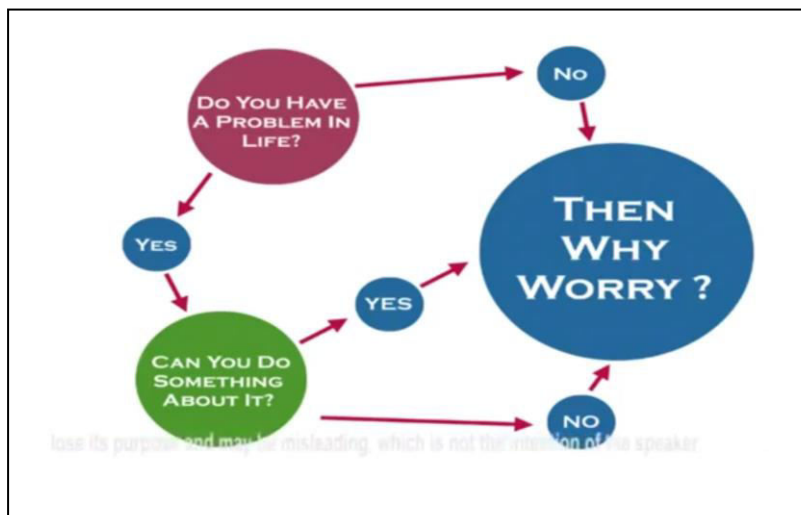 Do You Have
A Problem In
Life?
No
Then
Why
Worry ?
Yes
YES
Can You Do
Something
About It?
NO
lose its purpose and may be misleading, which is not the intention of the speaker